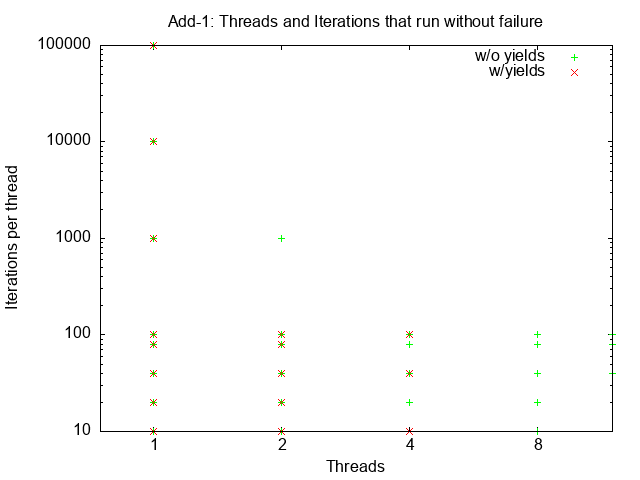 Add-1: Threads and Iterations that run without failure
w/o yields
w/yields
100000
10000
1000
100
10
Iterations per thread
1 2 4 8
Threads